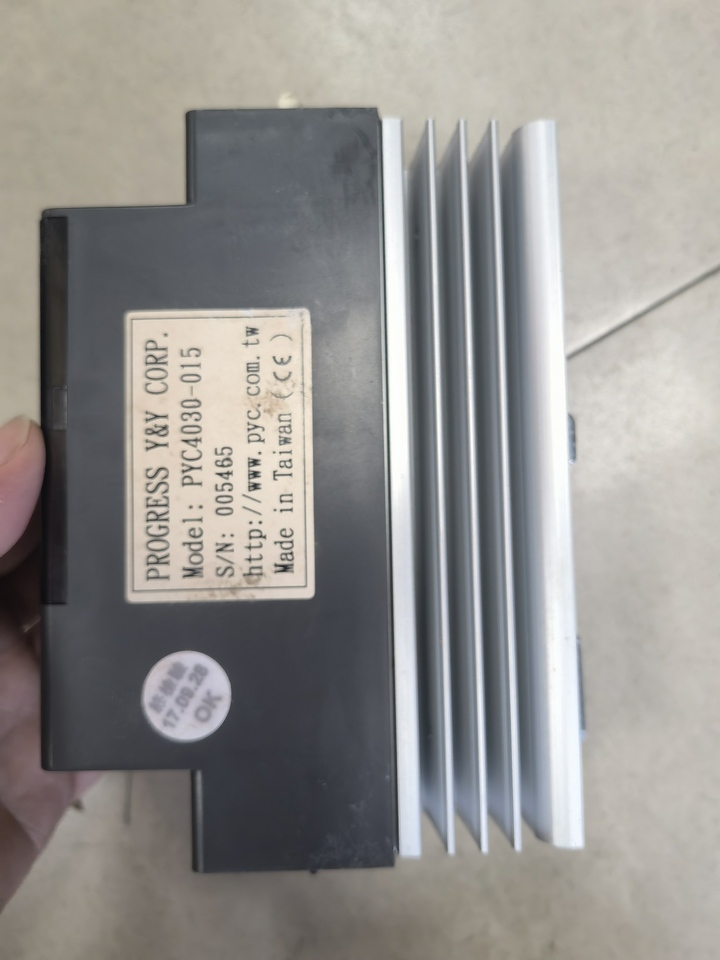 PROGRESS Y&Y CORP.
Model: PYC4030-015
S/N: 005465
http://www.pyc.com.tw
Made in Taiwan ( CE )
17.09.28
OK